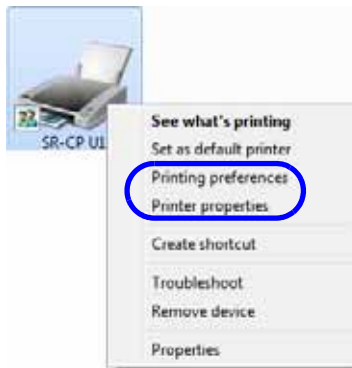 SR-CP U1
See what's printing
Set as default printer
Printing preferences
Printer properties
Create shortcut
Troubleshoot
Remove device
Properties